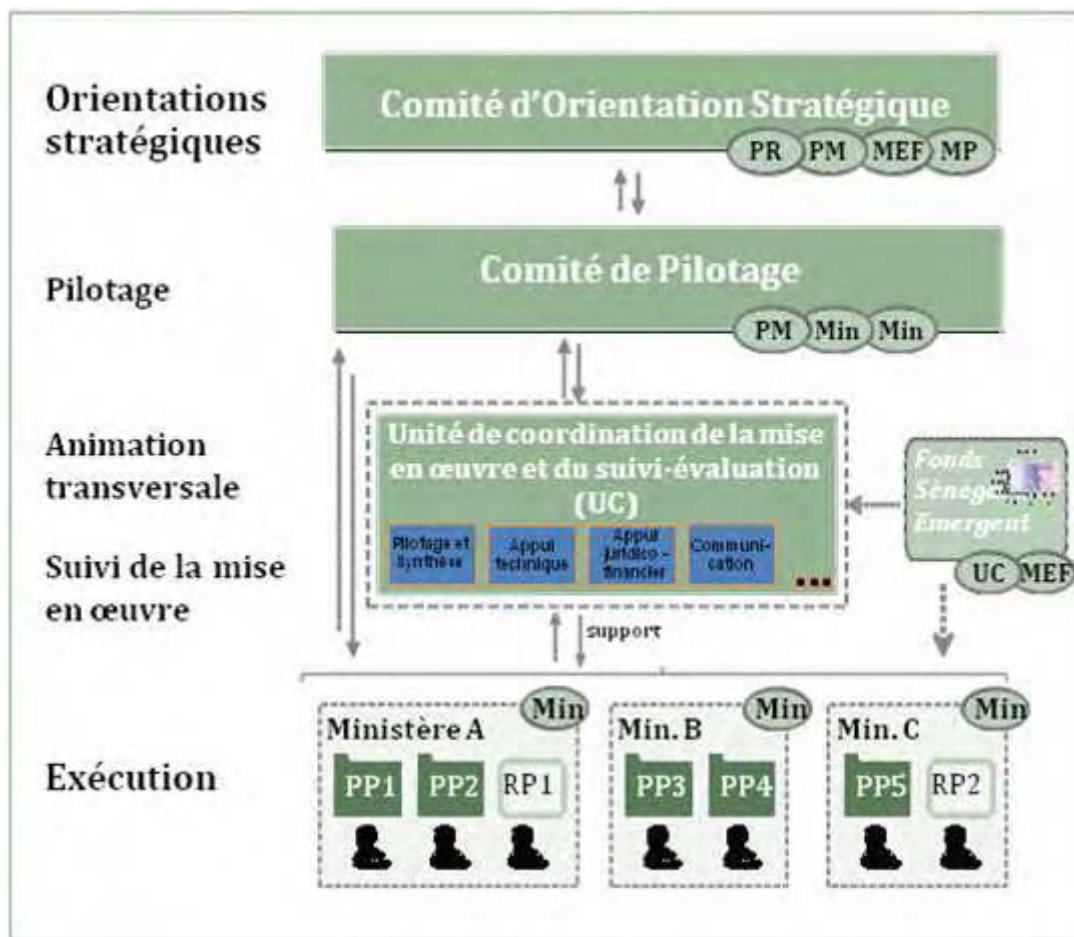 Orientations
stratégiques
Comité d'Orientation Stratégique
PR PM MEF MP
Pilotage
Comité de Pilotage
PM Min Min
Animation
transversale
Suivi de la mise
en œuvre
Unité de coordination de la mise
en œuvre et du suivi-évaluation
(UC)
Pilotage et
Synthèse
Appui
technique
Appui
juridico-
financier
Communi-
cation
...
Fonds
Emergent
UC MEF
support
Exécution
Ministère A
Min
PP1 PP2 RP1
Min. B
Min
PP3 PP4
Min. C
Min
PP5 RP2